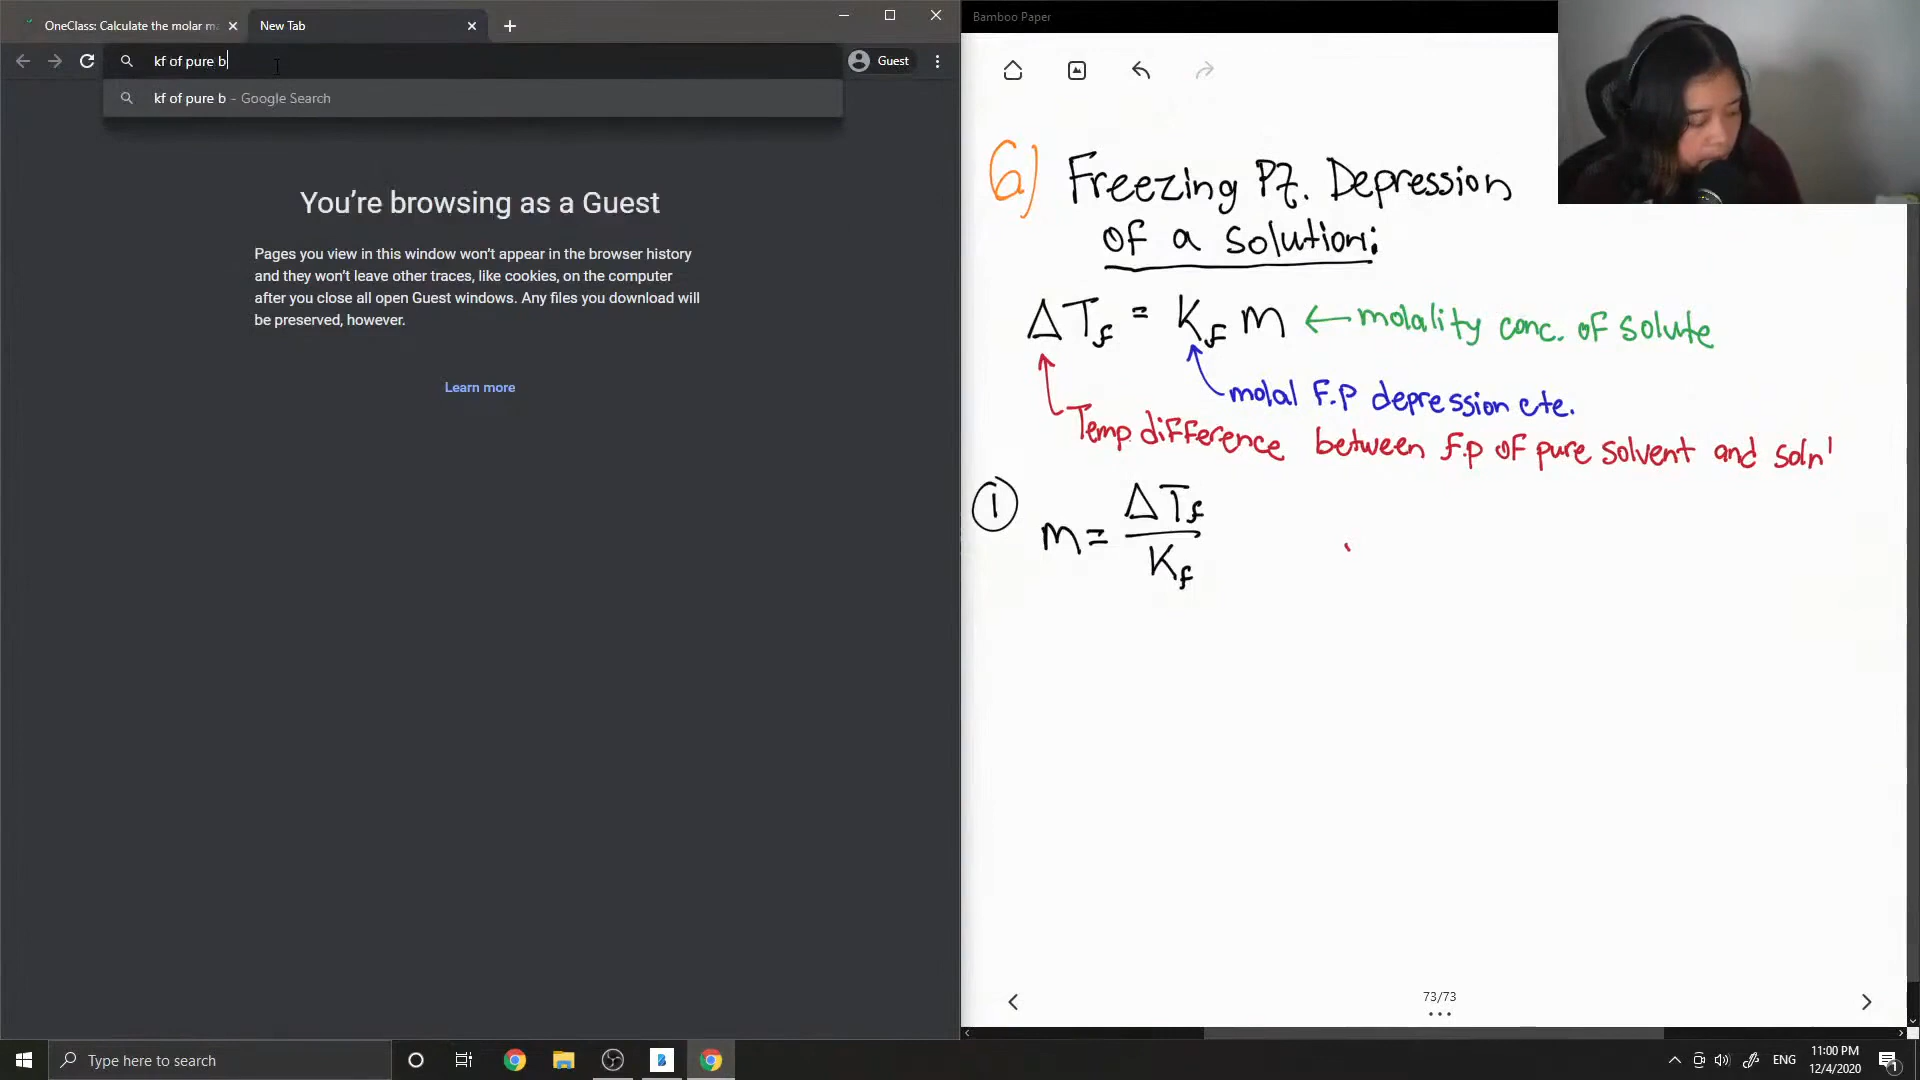 OneClass: Calculate the molar m
New Tab
Bamboo Paper
kf of pure b
Guest
kf of pure b - Google Search
You're browsing as a Guest
Pages you view in this window won't appear in the browser history
and they won't leave other traces, like cookies, on the computer
after you close all open Guest windows. Any files you download will
be preserved, however.
Learn more
6) Freezing Pt. Depression
of a solution:
ΔTf = Kf m ← molality conc. of solute
molal F.P depression cte.
Temp. difference between f.p of pure solvent and soln'
① m = ΔTf
Kf
73/73
Type here to search
ENG
11:00 PM
12/4/2020
1